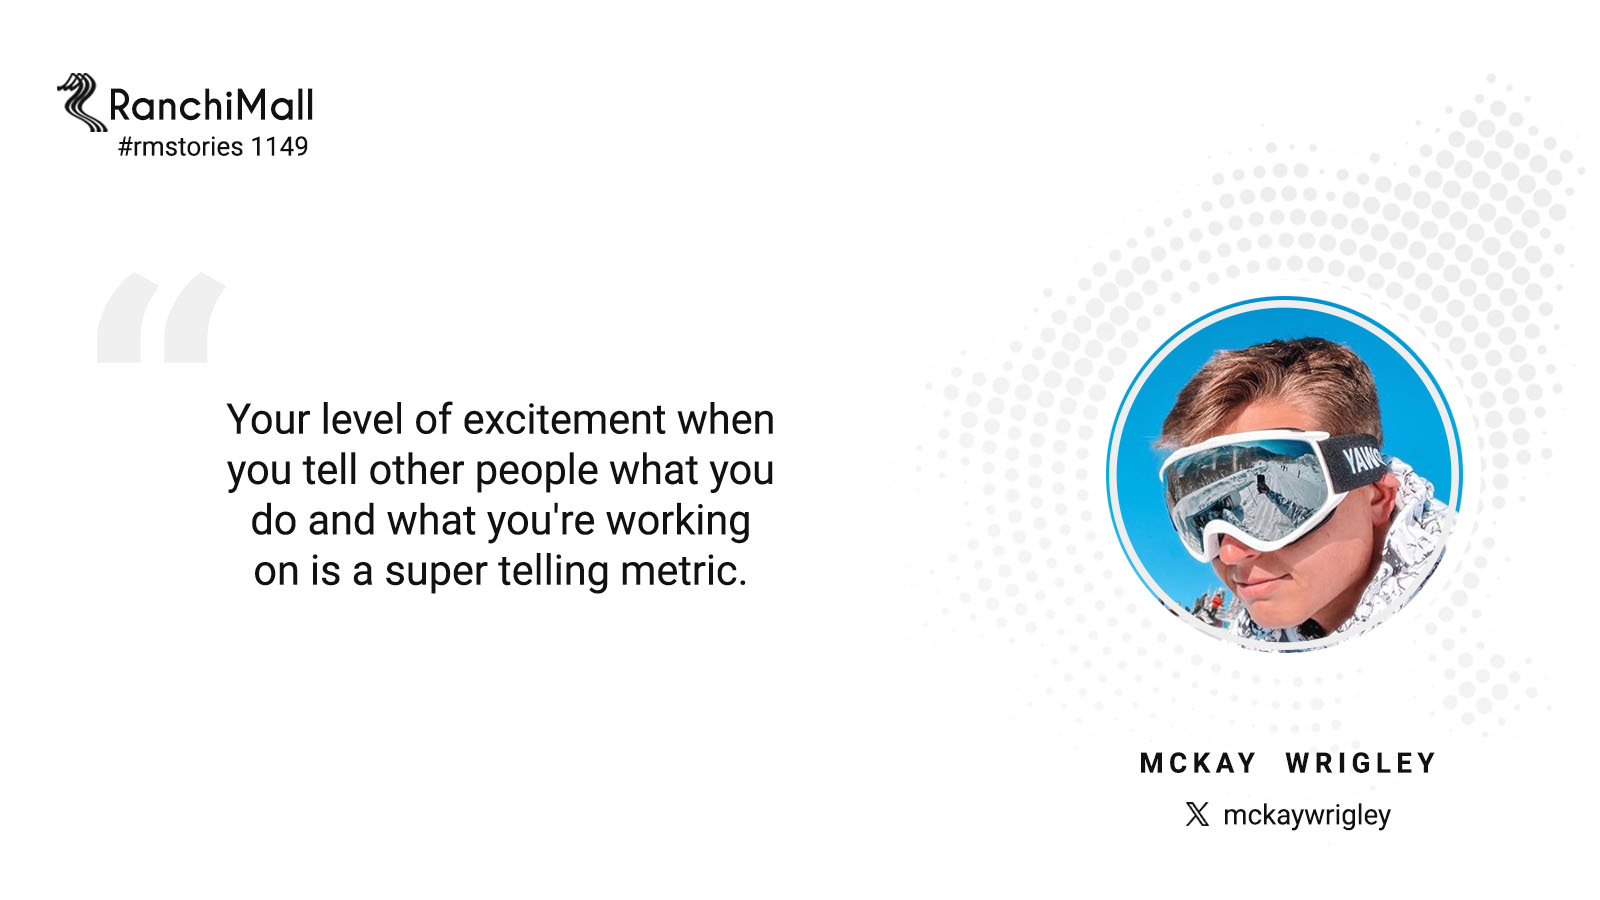 RanchiMall
#rmstories 1149
“
Your level of excitement when
you tell other people what you
do and what you're working
on is a super telling metric.
MCKAY WRIGLEY
X mckaywrigley